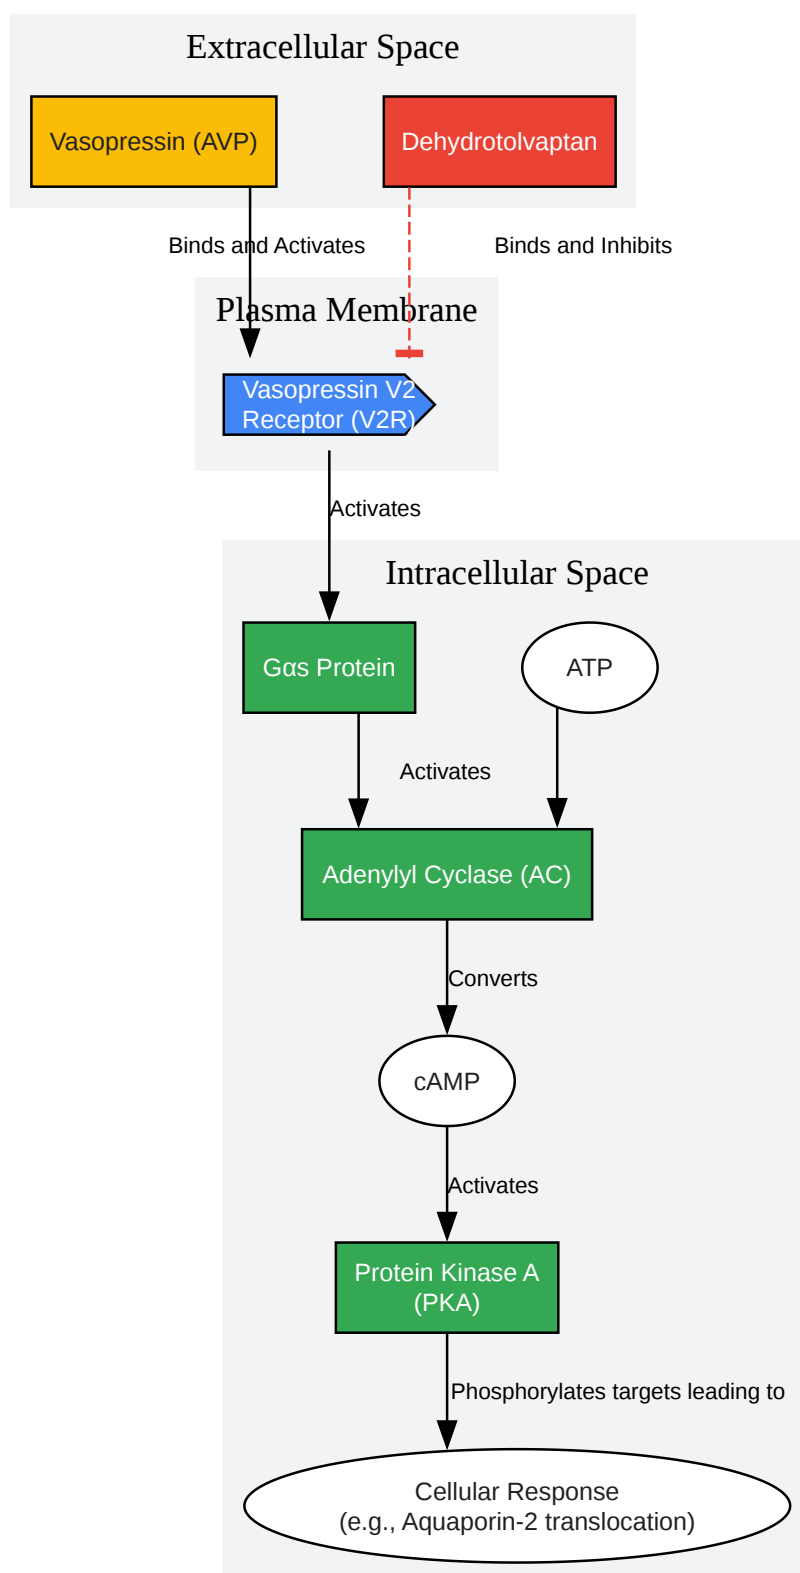 Extracellular Space
Vasopressin (AVP)
Dehydrotolvaptan
Binds and Activates
Binds and Inhibits
Plasma Membrane
Vasopressin V2
Receptor (V2R)
Activates
Intracellular Space
Gαs Protein
ATP
Activates
Adenylyl Cyclase (AC)
Converts
cAMP
Activates
Protein Kinase A
(PKA)
Phosphorylates targets leading to
Cellular Response
(e.g., Aquaporin-2 translocation)